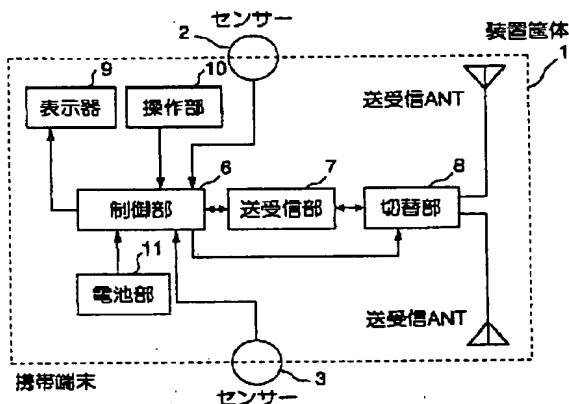 センサー
2
装置筐体
1
9
10
表示器
操作部
送受信ANT
6
7
8
制御部
送受信部
切替部
11
電池部
送受信ANT
3
携帯端末
センサー